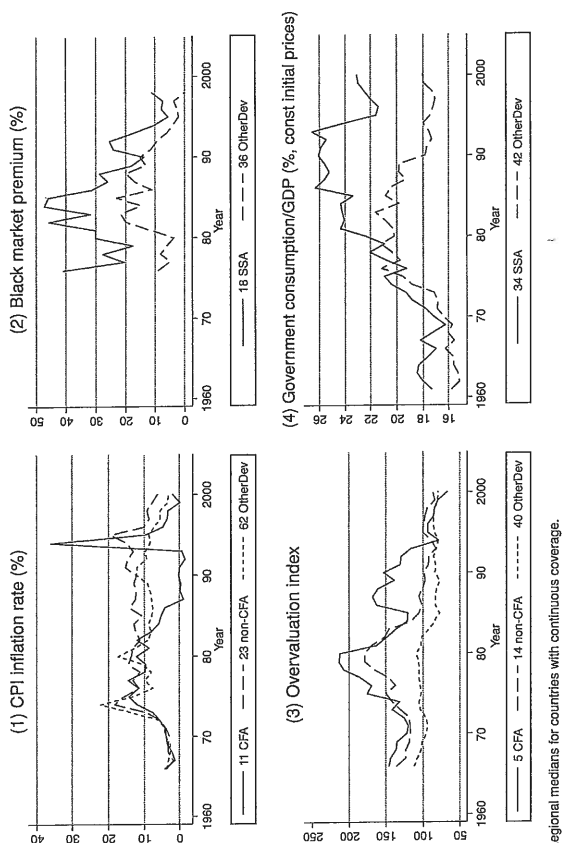 (1) CPI inflation rate (%)
40
30
20
10
0
1960 70 80 90 2000
Year
11 CFA 23 non-CFA 62 OtherDev
(2) Black market premium (%)
50
40
30
20
10
0
1960 70 80 90 2000
Year
18 SSA 36 OtherDev
(3) Overvaluation index
250
200
150
100
50
1960 70 80 90 2000
Year
5 CFA 14 non-CFA 40 OtherDev
(4) Government consumption/GDP (%, const initial prices)
26
24
22
20
18
16
1960 70 80 90 2000
Year
34 SSA 42 OtherDev
egional medians for countries with continuous coverage.